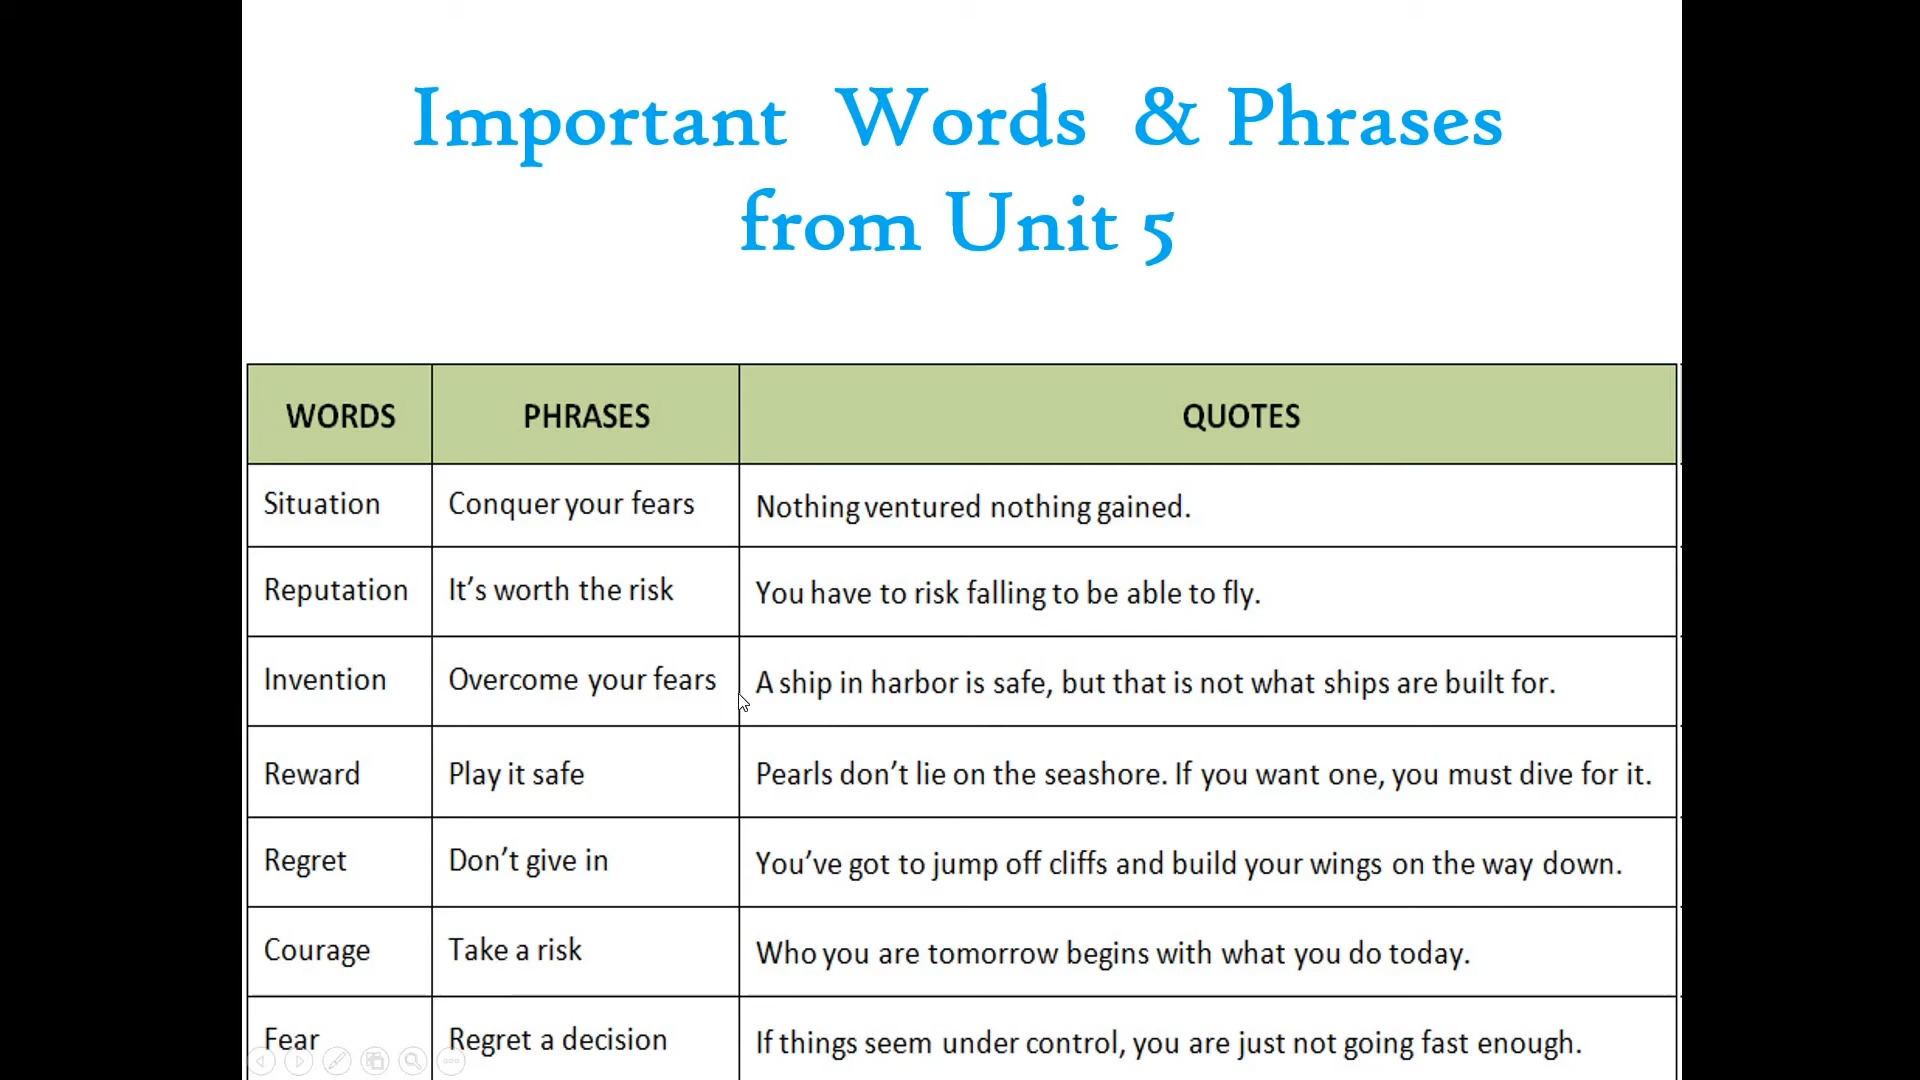 Important Words & Phrases
from Unit 5
WORDS PHRASES QUOTES
Situation Conquer your fears Nothing ventured nothing gained.
Reputation It’s worth the risk You have to risk falling to be able to fly.
Invention Overcome your fears A ship in harbor is safe, but that is not what ships are built for.
Reward Play it safe Pearls don’t lie on the seashore. If you want one, you must dive for it.
Regret Don’t give in You’ve got to jump off cliffs and build your wings on the way down.
Courage Take a risk Who you are tomorrow begins with what you do today.
Fear Regret a decision If things seem under control, you are just not going fast enough.